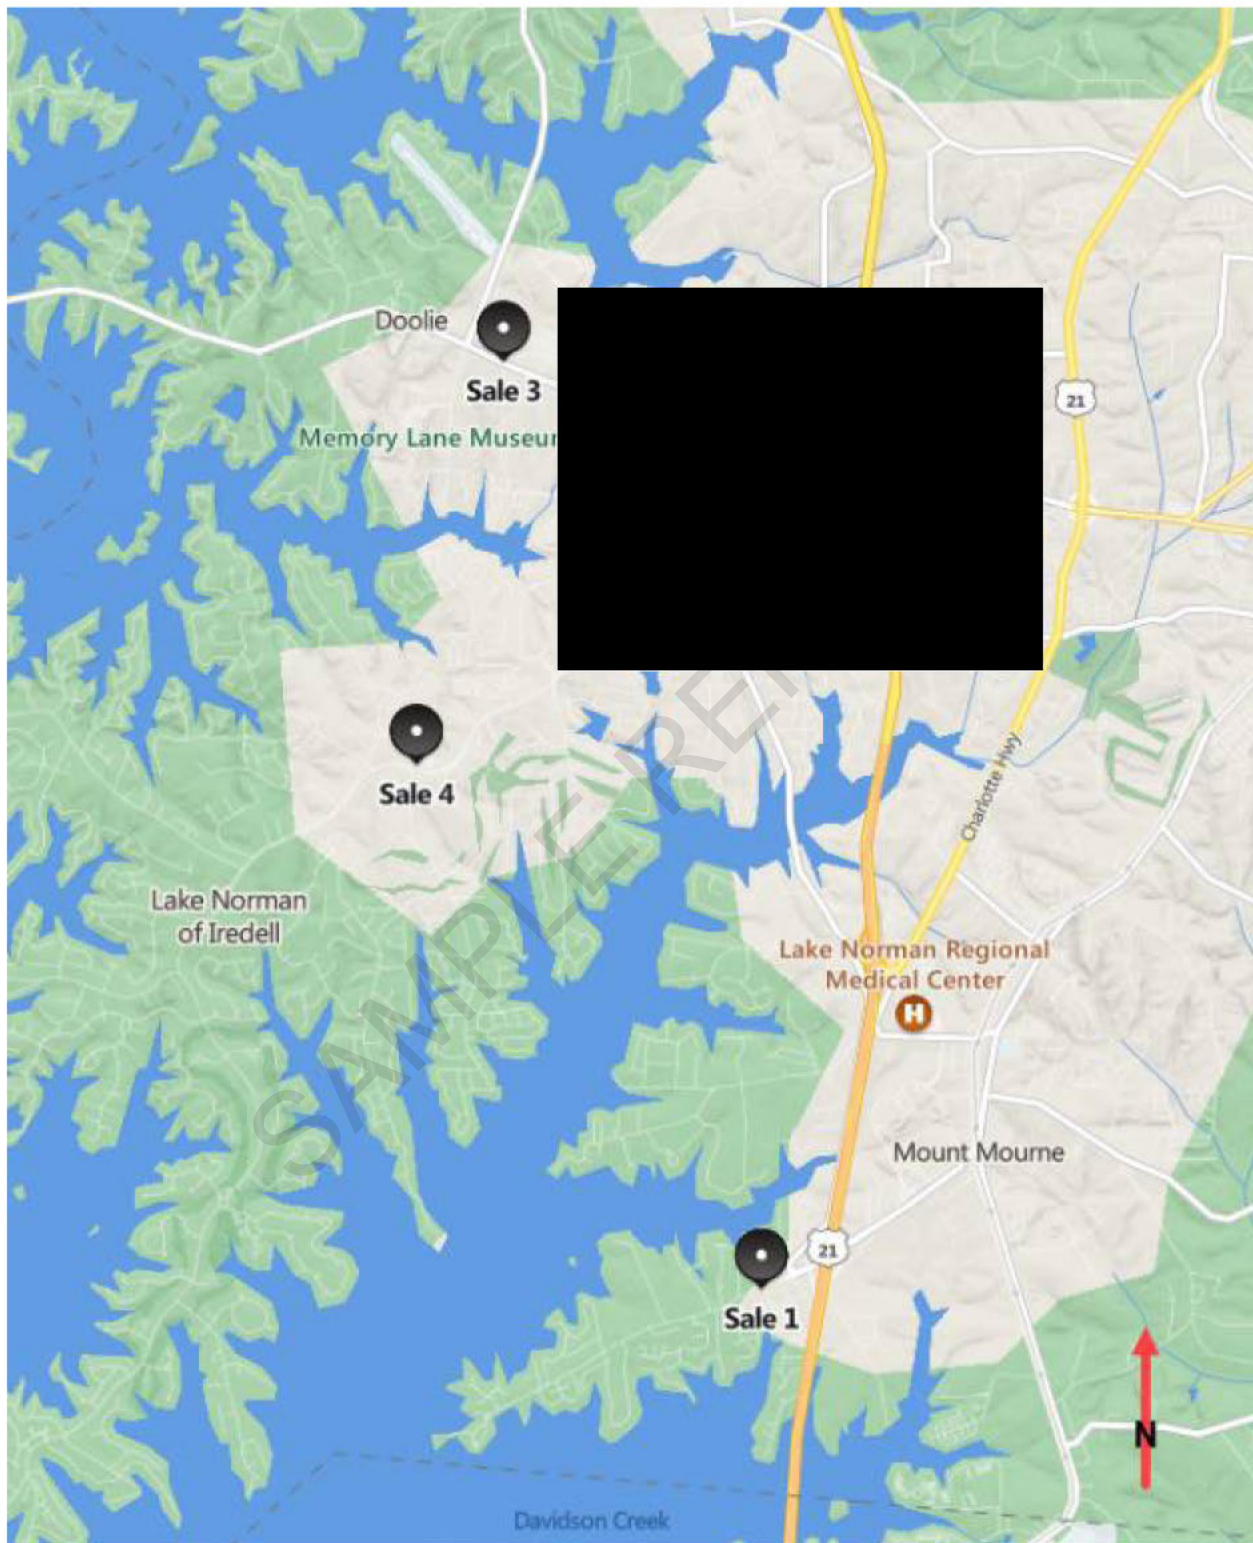 Doolie
Sale 3
21
Memory Lane Museu
Sale 4
Charlotte Hwy
Lake Norman
of Iredell
Lake Norman Regional
Medical Center
H
Mount Mourne
21
Sale 1
N
Davidson Creek
SAMPLE RE